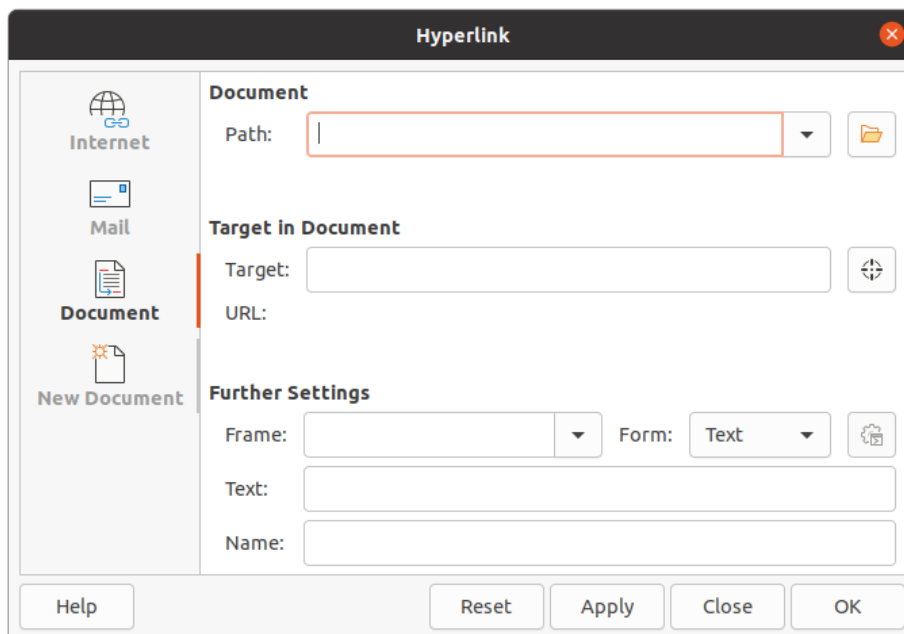 Hyperlink
Internet
Mail
Document
New Document
Document
Path:
Target in Document
Target:
URL:
Further Settings
Frame:
Form: Text
Text:
Name:
Help Reset Apply Close OK